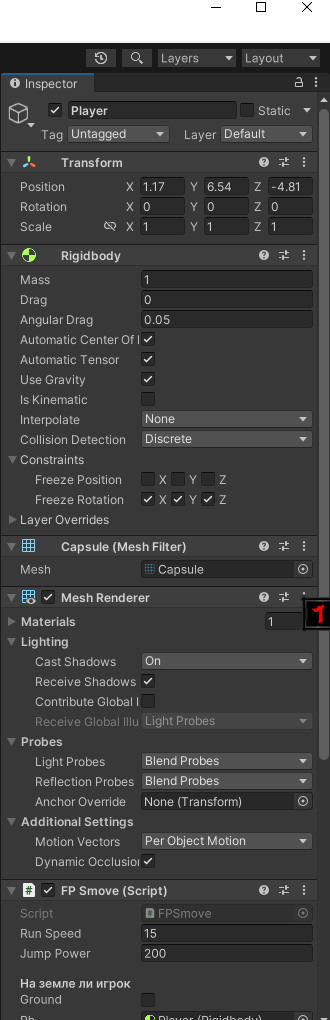 Layers Layout
Inspector
Player Static
Tag Untagged Layer Default
Transform
Position X 1.17 Y 6.54 Z -4.81
Rotation X 0 Y 0 Z 0
Scale X 1 Y 1 Z 1
Rigidbody
Mass 1
Drag 0
Angular Drag 0.05
Automatic Center Of
Automatic Tensor
Use Gravity
Is Kinematic
Interpolate None
Collision Detection Discrete
Constraints
Freeze Position X Y Z
Freeze Rotation X Y Z
Layer Overrides
Capsule (Mesh Filter)
Mesh Capsule
Mesh Renderer
Materials 1
Lighting
Cast Shadows On
Receive Shadows
Contribute Global I
Receive Global Illu Light Probes
Probes
Light Probes Blend Probes
Reflection Probes Blend Probes
Anchor Override None (Transform)
Additional Settings
Motion Vectors Per Object Motion
Dynamic Occlusion
# FP Smove (Script)
Script # FPSmove
Run Speed 15
Jump Power 200
На земле ли игрок
Ground
Rb Player (Rigidbody)